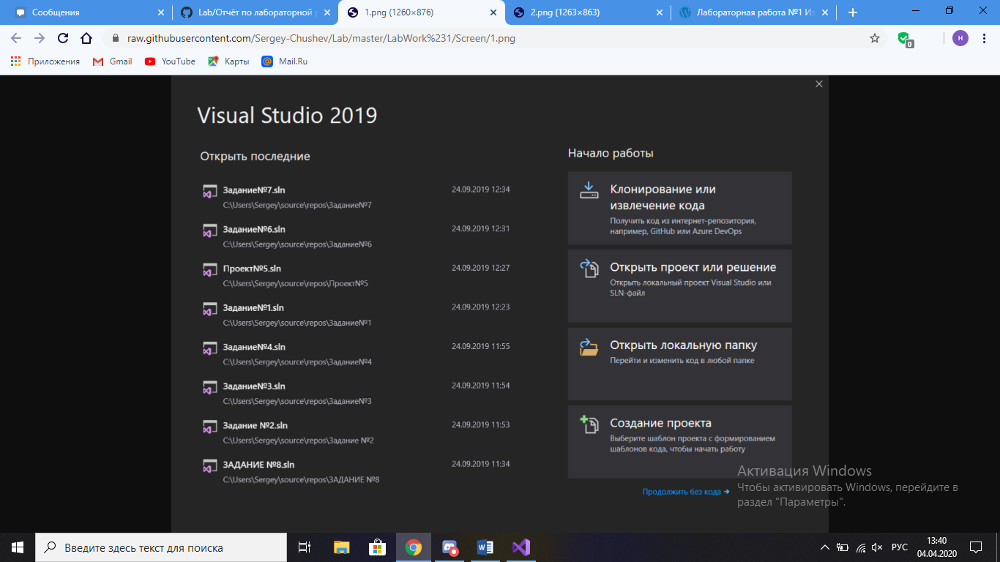 Сообщения
Lab/Отчёт по лабораторной
1.png (1260×876)
2.png (1263×863)
Лабораторная работа №1
raw.githubusercontent.com/Sergey-Chushev/Lab/master/LabWork%231/Screen/1.png
0
Н
Приложения
Gmail
YouTube
Карты
Mail.Ru
Visual Studio 2019
Открыть последние
Задание№7.sln
24.09.2019 12:34
C:\Users\Sergey\source\repos\Задание№7
Задание№6.sln
24.09.2019 12:31
C:\Users\Sergey\source\repos\Задание№6
Проект№5.sln
24.09.2019 12:27
C:\Users\Sergey\source\repos\Проект№5
Задание№1.sln
24.09.2019 12:23
C:\Users\Sergey\source\repos\Задание№1
Задание№4.sln
24.09.2019 11:55
C:\Users\Sergey\source\repos\Задание№4
Задание№3.sln
24.09.2019 11:54
C:\Users\Sergey\source\repos\Задание№3
Задание №2.sln
24.09.2019 11:53
C:\Users\Sergey\source\repos\Задание №2
ЗАДАНИЕ №8.sln
24.09.2019 11:34
C:\Users\Sergey\source\repos\ЗАДАНИЕ №8
Начало работы
Клонирование или
извлечение кода
Получить код из интернет-репозитория,
например, GitHub или Azure DevOps
Открыть проект или решение
Открыть локальный проект Visual Studio или
SLN-файл
Открыть локальную папку
Перейти и изменить код в любой папке
Создание проекта
Выберите шаблон проекта с формированием
шаблонов кода, чтобы начать работу
Продолжить без кода →
Активация Windows
Чтобы активировать Windows, перейдите в
раздел "Параметры".
Введите здесь текст для поиска
РУС
13:40
04.04.2020